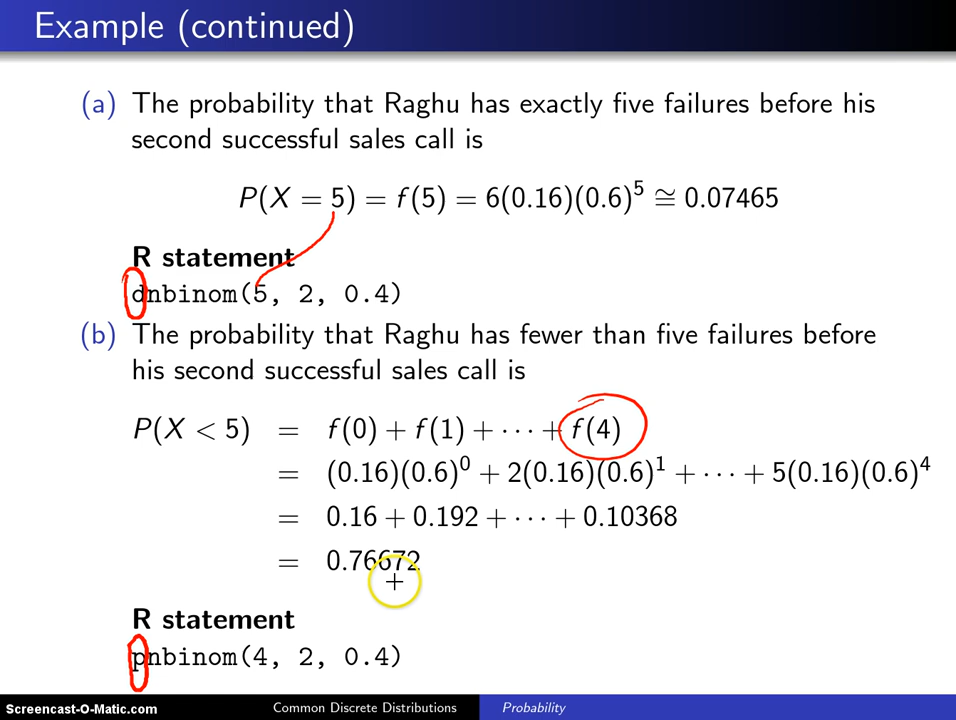 Example (continued)
(a) The probability that Raghu has exactly five failures before his
second successful sales call is
P(X = 5) = f(5) = 6(0.16)(0.6)⁵ ≅ 0.07465
R statement
dnbinom(5, 2, 0.4)
(b) The probability that Raghu has fewer than five failures before
his second successful sales call is
P(X < 5) = f(0) + f(1) + ··· + f(4)
= (0.16)(0.6)⁰ + 2(0.16)(0.6)¹ + ··· + 5(0.16)(0.6)⁴
= 0.16 + 0.192 + ··· + 0.10368
= 0.76672
R statement
pnbinom(4, 2, 0.4)
Screencast-O-Matic.com Common Discrete Distributions Probability